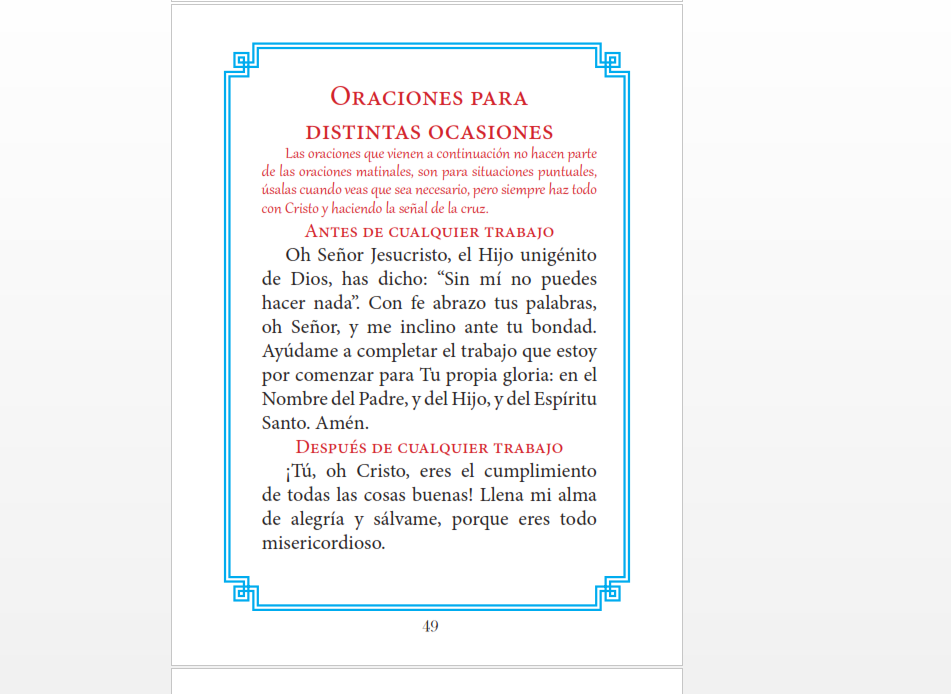 Oraciones para
distintas ocasiones
Las oraciones que vienen a continuación no hacen parte
de las oraciones matinales, son para situaciones puntuales,
úsalas cuando veas que sea necesario, pero siempre haz todo
con Cristo y haciendo la señal de la cruz.
Antes de cualquier trabajo
Oh Señor Jesucristo, el Hijo unigénito
de Dios, has dicho: “Sin mí no puedes
hacer nada”. Con fe abrazo tus palabras,
oh Señor, y me inclino ante tu bondad.
Ayúdame a completar el trabajo que estoy
por comenzar para Tu propia gloria: en el
Nombre del Padre, y del Hijo, y del Espíritu
Santo. Amén.
Después de cualquier trabajo
¡Tú, oh Cristo, eres el cumplimiento
de todas las cosas buenas! Llena mi alma
de alegría y sálvame, porque eres todo
misericordioso.
49